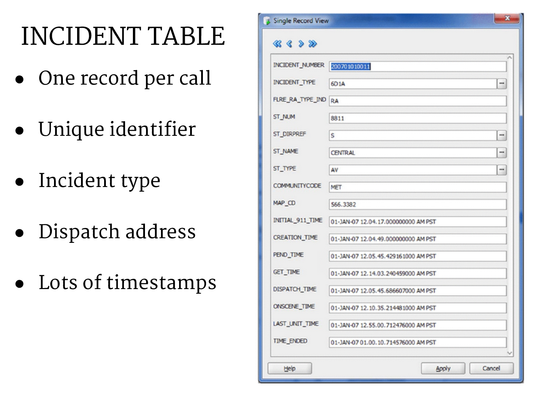 INCIDENT TABLE
• One record per call
• Unique identifier
• Incident type
• Dispatch address
• Lots of timestamps
Single Record View
INCIDENT_NUMBER 200701010011
INCIDENT_TYPE 6D1A
FLRE_RA_TYPE_IND RA
ST_NUM 8811
ST_DIRPREF S
ST_NAME CENTRAL
ST_TYPE AV
COMMUNITYCODE MET
MAP_CD 566.3382
INITIAL_911_TIME 01-JAN-07 12.04.17.000000000 AM PST
CREATION_TIME 01-JAN-07 12.04.49.000000000 AM PST
PEND_TIME 01-JAN-07 12.05.45.429161000 AM PST
GET_TIME 01-JAN-07 12.14.03.240459000 AM PST
DISPATCH_TIME 01-JAN-07 12.05.45.686607000 AM PST
ONSCENE_TIME 01-JAN-07 12.10.35.214481000 AM PST
LAST_UNIT_TIME 01-JAN-07 12.55.00.712476000 AM PST
TIME_ENDED 01-JAN-07 01.00.10.714576000 AM PST
Help Apply Cancel